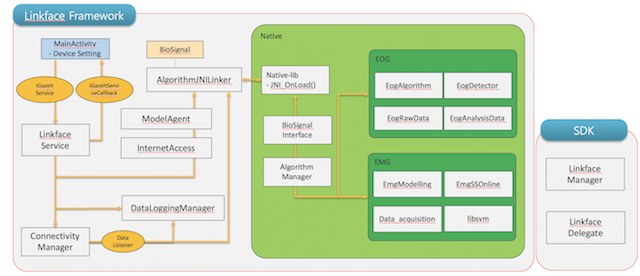 Linkface Framework
MainActivity
- Device Setting
BioSignal
IGazeIt
Service
IGazeItServi
ceCallback
AlgorithmJNILinker
ModelAgent
Linkface
Service
InternetAccess
DataLoggingManager
Connectivity
Manager
Data
Listener
Native
Native-lib
- JNI_OnLoad()
BioSignal
Interface
Algorithm
Manager
EOG
EogAlgorithm
EogDetector
EogRawData
EogAnalysisData
EMG
EmgModelling
EmgSSOnline
Data_acquisition
libsvm
SDK
Linkface
Manager
Linkface
Delegate